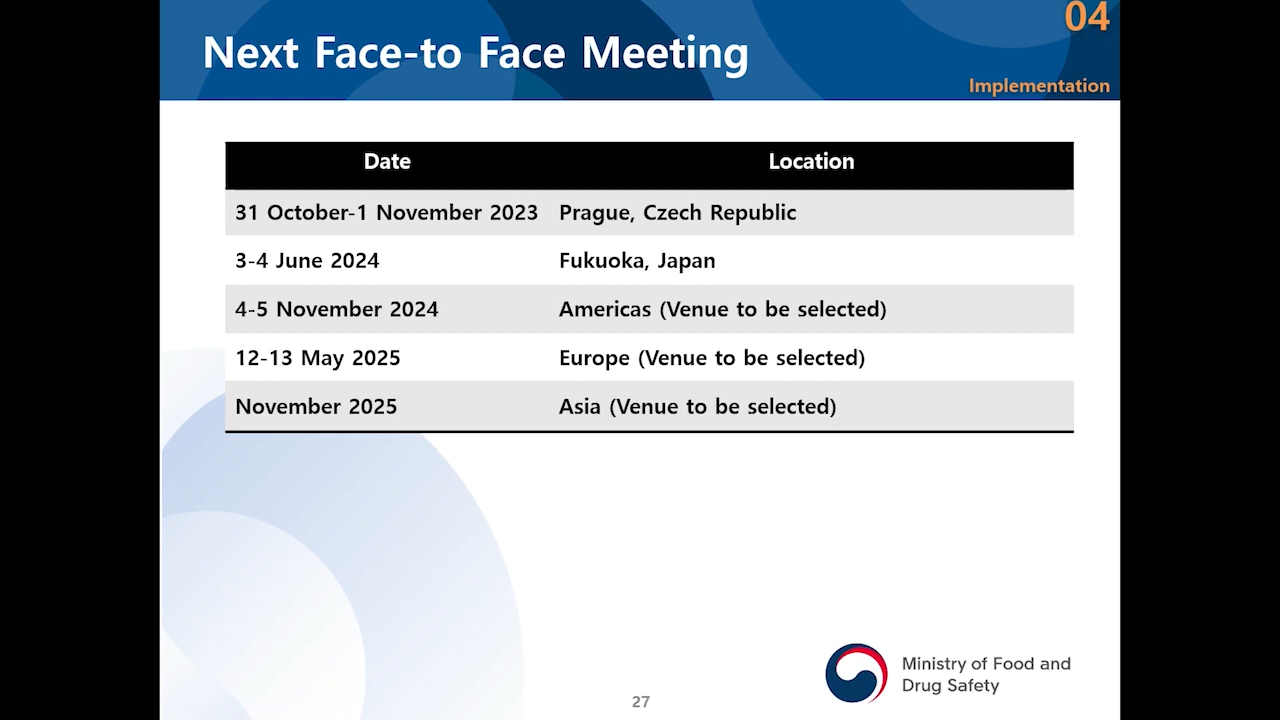 04
Next Face-to Face Meeting
Implementation
Date Location
31 October-1 November 2023 Prague, Czech Republic
3-4 June 2024 Fukuoka, Japan
4-5 November 2024 Americas (Venue to be selected)
12-13 May 2025 Europe (Venue to be selected)
November 2025 Asia (Venue to be selected)
Ministry of Food and
Drug Safety
27